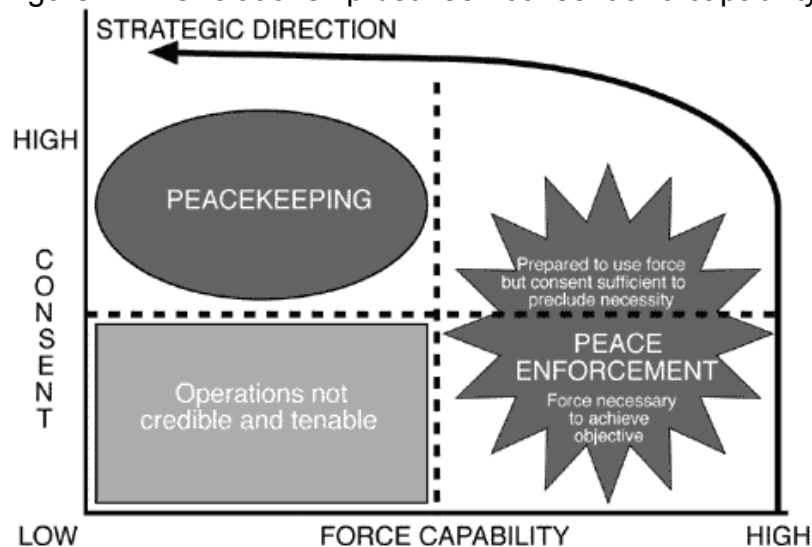 STRATEGIC DIRECTION
HIGH
PEACEKEEPING
CONSENT
Prepared to use force
but consent sufficient to
preclude necessity
PEACE
ENFORCEMENT
Force necessary
to achieve
objective
Operations not
credible and tenable
LOW FORCE CAPABILITY HIGH